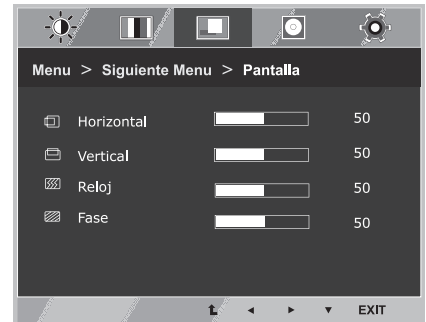 Menu > Siguiente Menu > Pantalla
Horizontal 50
Vertical 50
Reloj 50
Fase 50
EXIT